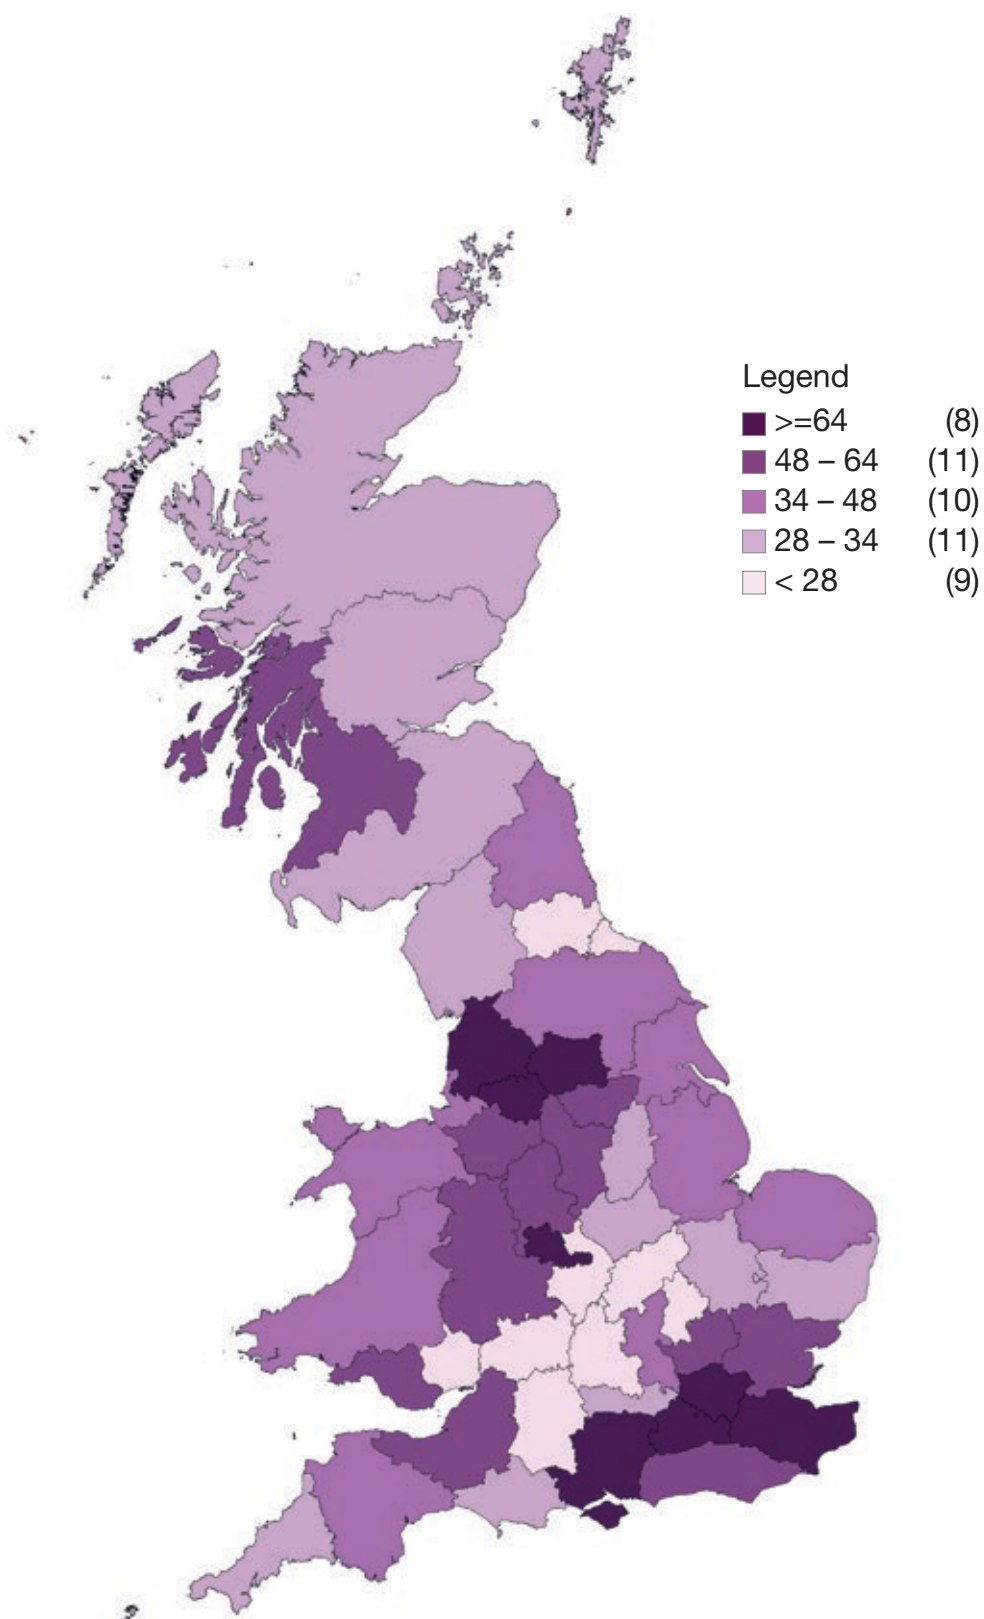 Legend
>=64 (8)
48 – 64 (11)
34 – 48 (10)
28 – 34 (11)
< 28 (9)